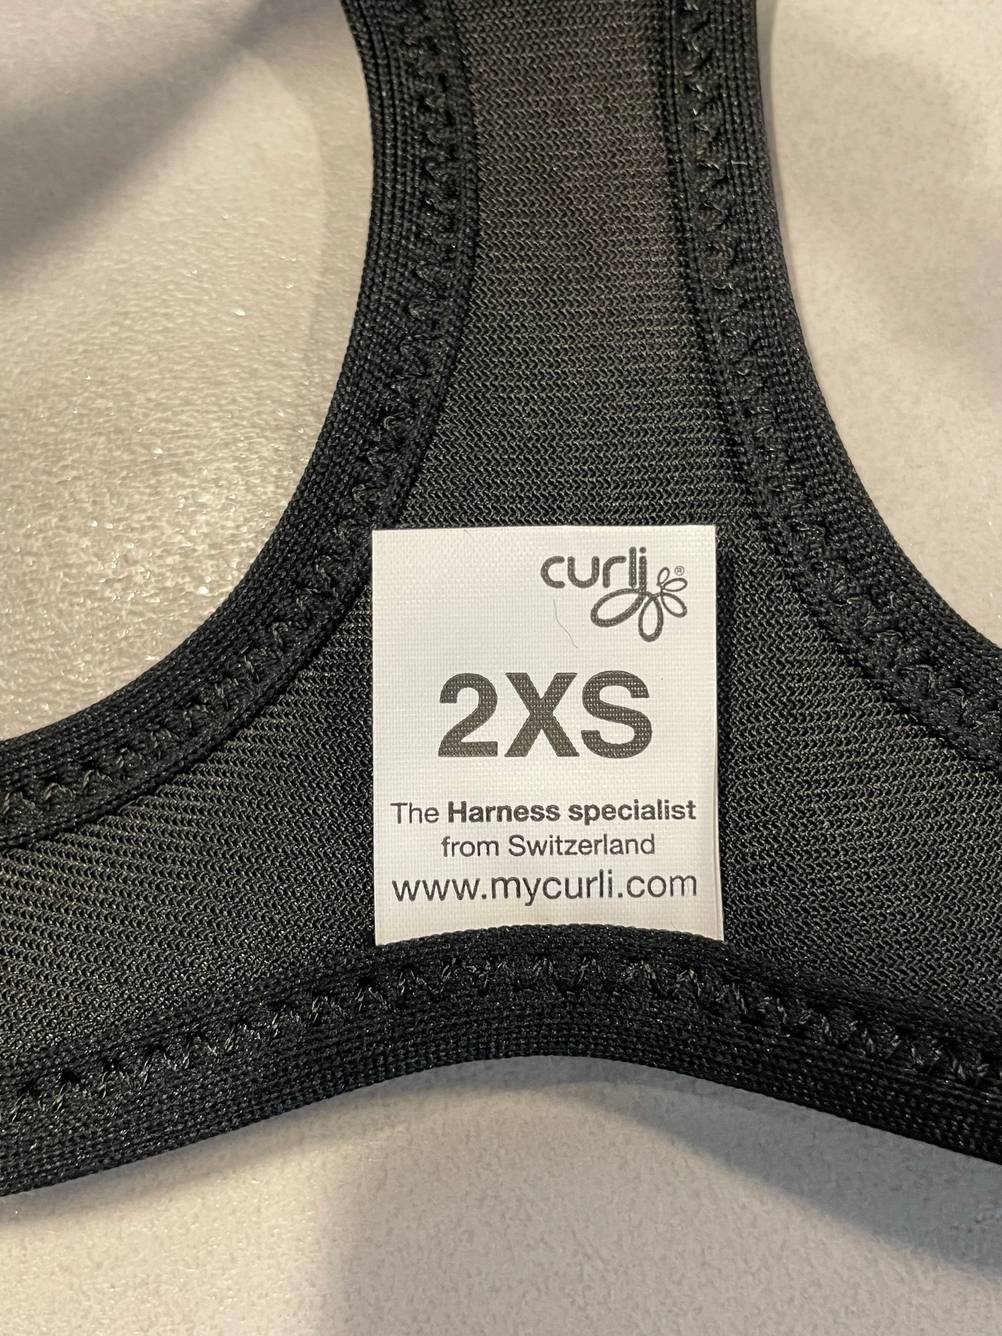 curli®
2XS
The Harness specialist
from Switzerland
www.mycurli.com